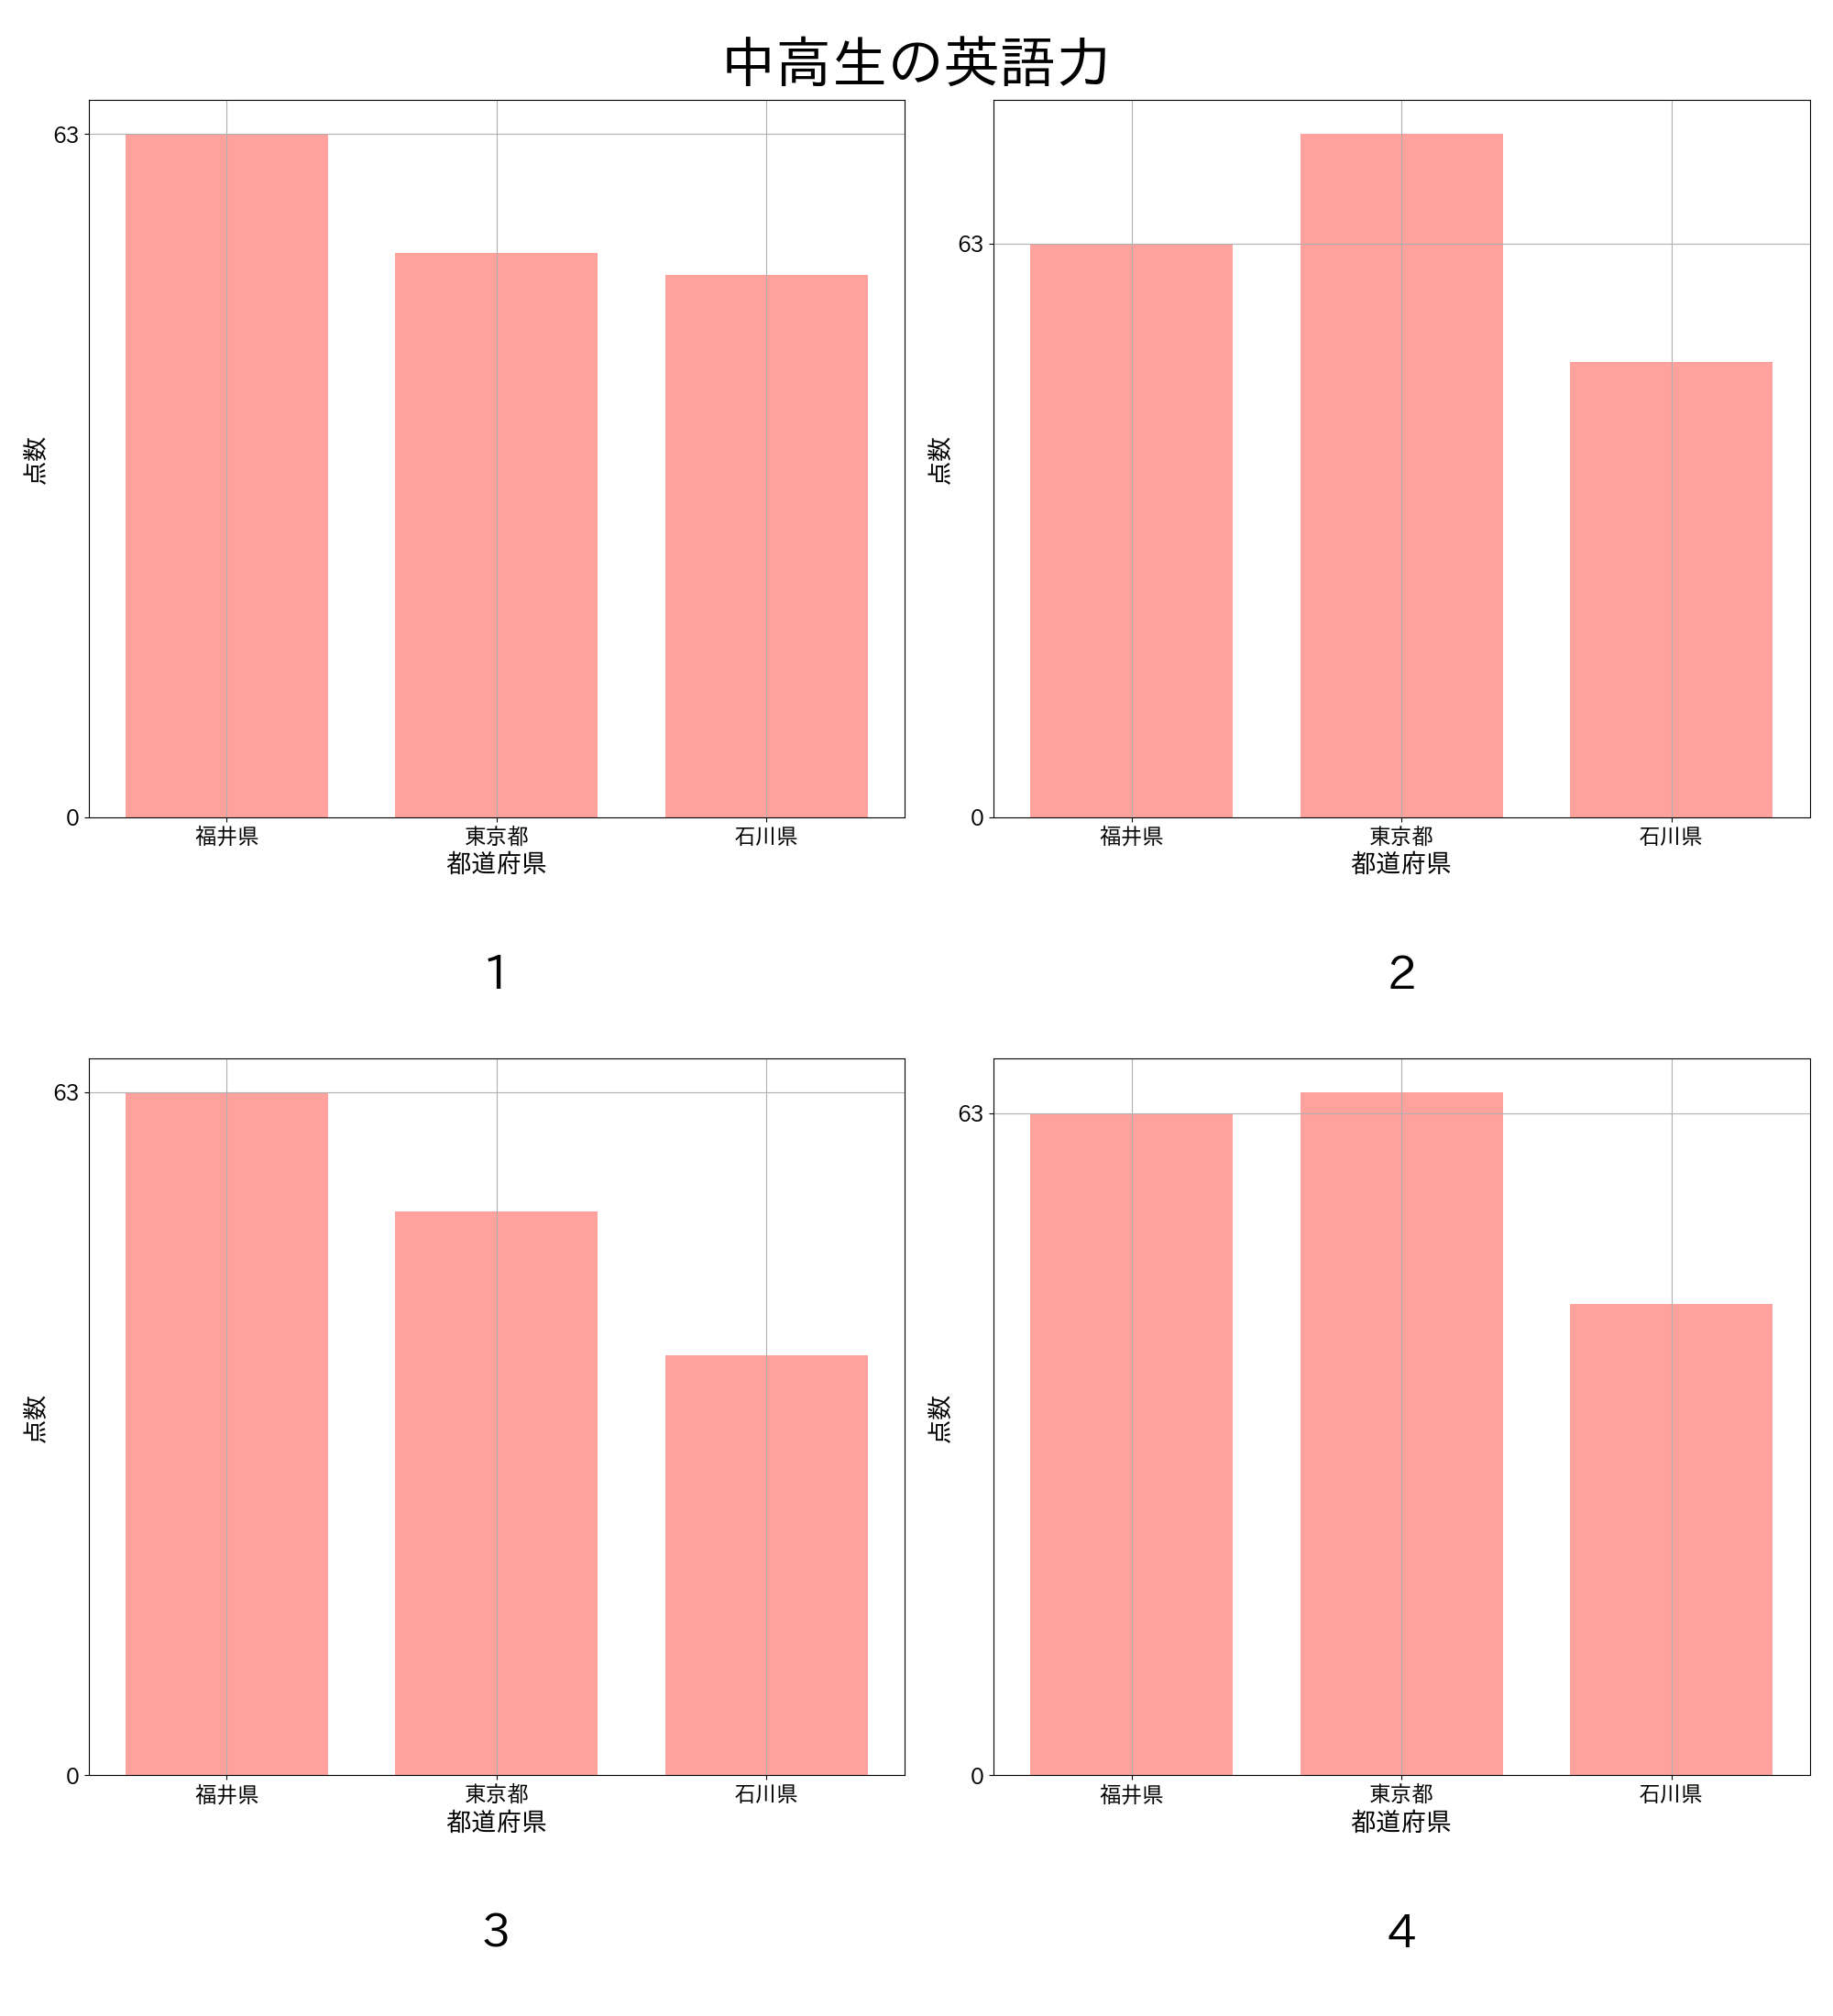 中高生の英語力
63
0
点数
福井県 東京都 石川県
都道府県
1
63
0
点数
福井県 東京都 石川県
都道府県
2
63
0
点数
福井県 東京都 石川県
都道府県
3
63
0
点数
福井県 東京都 石川県
都道府県
4